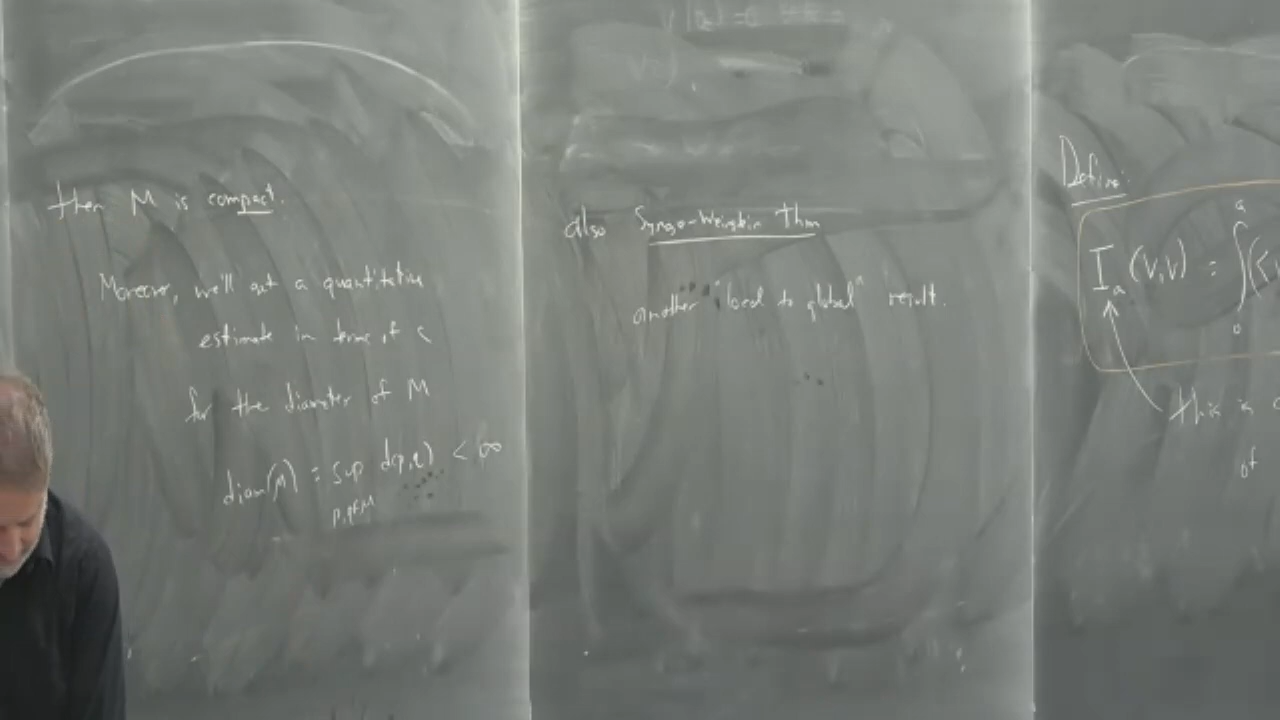 then M is compact.
Moreover, we'll get a quantitative
estimate in terms of c
for the diameter of M
diam(M) = sup d(p,q) < ∞
p,q∈M
also Synge-Weinstein thm
another "local to global" result.
Define:
I_a (V,V) = ∫_0^a (<
this is
of